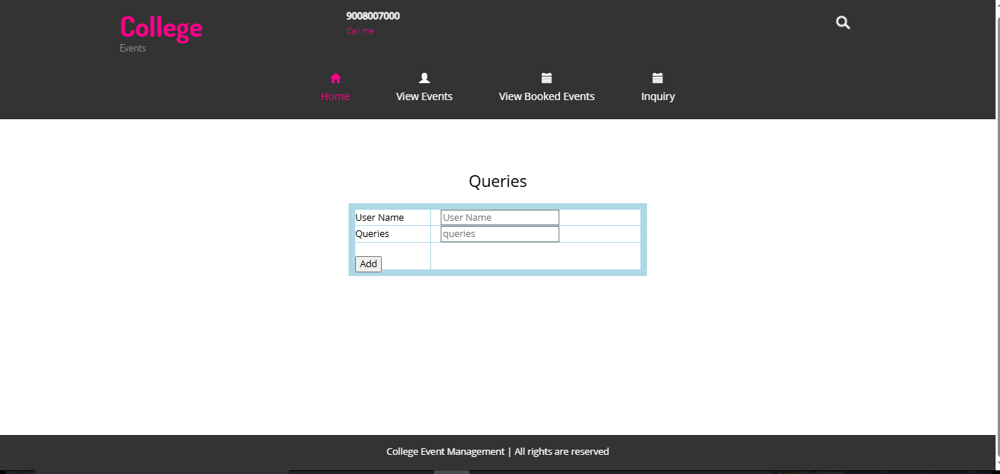 College
Events
9008007000
Call me
Home
View Events
View Booked Events
Inquiry
Queries
User Name
User Name
Queries
queries
Add
College Event Management | All rights are reserved